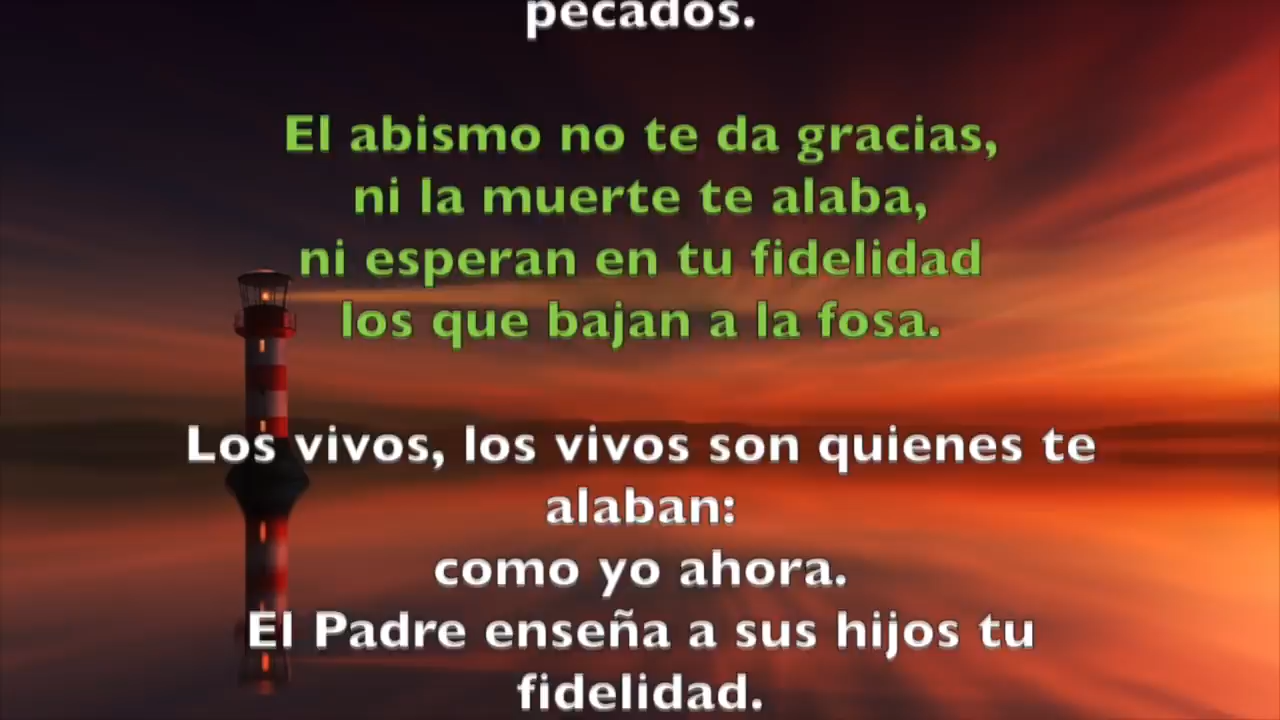 pecados.
El abismo no te da gracias,
ni la muerte te alaba,
ni esperan en tu fidelidad
los que bajan a la fosa.
Los vivos, los vivos son quienes te
alaban:
como yo ahora.
El Padre enseña a sus hijos tu
fidelidad.